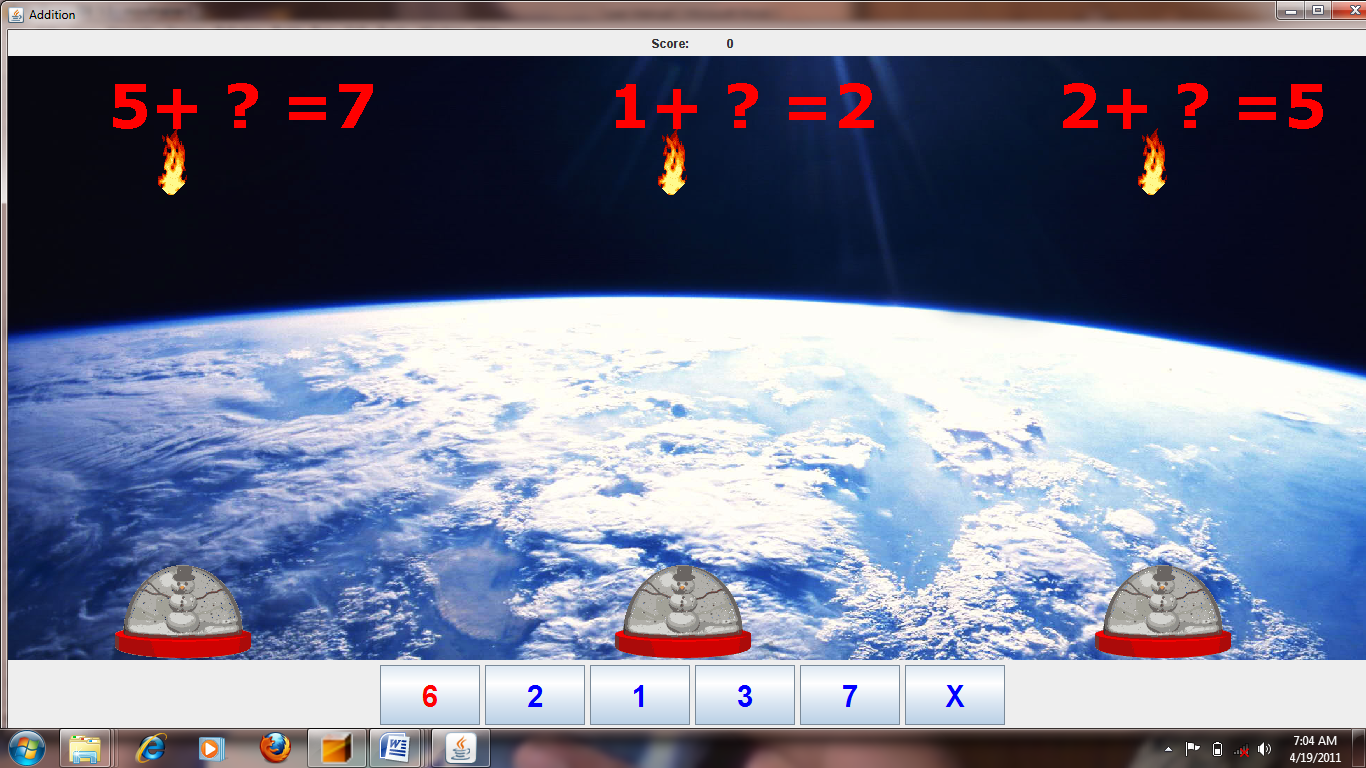 Addition
Score: 0
5+ ? =7
1+ ? =2
2+ ? =5
6 2 1 3 7 X
7:04 AM
4/19/2011